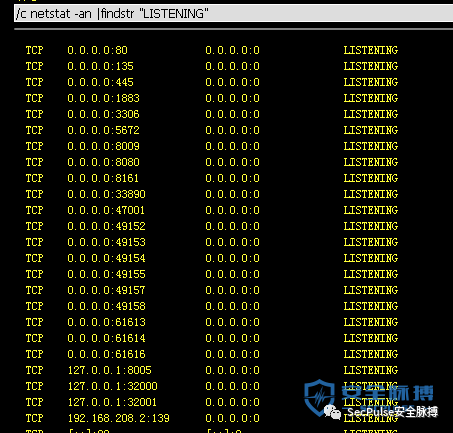 /c netstat -an |findstr "LISTENING"
TCP 0.0.0.0:80 0.0.0.0:0 LISTENING
TCP 0.0.0.0:135 0.0.0.0:0 LISTENING
TCP 0.0.0.0:445 0.0.0.0:0 LISTENING
TCP 0.0.0.0:1883 0.0.0.0:0 LISTENING
TCP 0.0.0.0:3306 0.0.0.0:0 LISTENING
TCP 0.0.0.0:5672 0.0.0.0:0 LISTENING
TCP 0.0.0.0:8009 0.0.0.0:0 LISTENING
TCP 0.0.0.0:8080 0.0.0.0:0 LISTENING
TCP 0.0.0.0:8161 0.0.0.0:0 LISTENING
TCP 0.0.0.0:33890 0.0.0.0:0 LISTENING
TCP 0.0.0.0:47001 0.0.0.0:0 LISTENING
TCP 0.0.0.0:49152 0.0.0.0:0 LISTENING
TCP 0.0.0.0:49153 0.0.0.0:0 LISTENING
TCP 0.0.0.0:49154 0.0.0.0:0 LISTENING
TCP 0.0.0.0:49155 0.0.0.0:0 LISTENING
TCP 0.0.0.0:49157 0.0.0.0:0 LISTENING
TCP 0.0.0.0:49158 0.0.0.0:0 LISTENING
TCP 0.0.0.0:61613 0.0.0.0:0 LISTENING
TCP 0.0.0.0:61614 0.0.0.0:0 LISTENING
TCP 0.0.0.0:61616 0.0.0.0:0 LISTENING
TCP 127.0.0.1:8005 0.0.0.0:0 LISTENING
TCP 127.0.0.1:32000 0.0.0.0:0 LISTENING
TCP 127.0.0.1:32001 0.0.0.0:0 LISTENING
TCP 192.168.208.2:139 0.0.0.0:0 LISTENING
安全脉搏
SecPulse安全脉搏